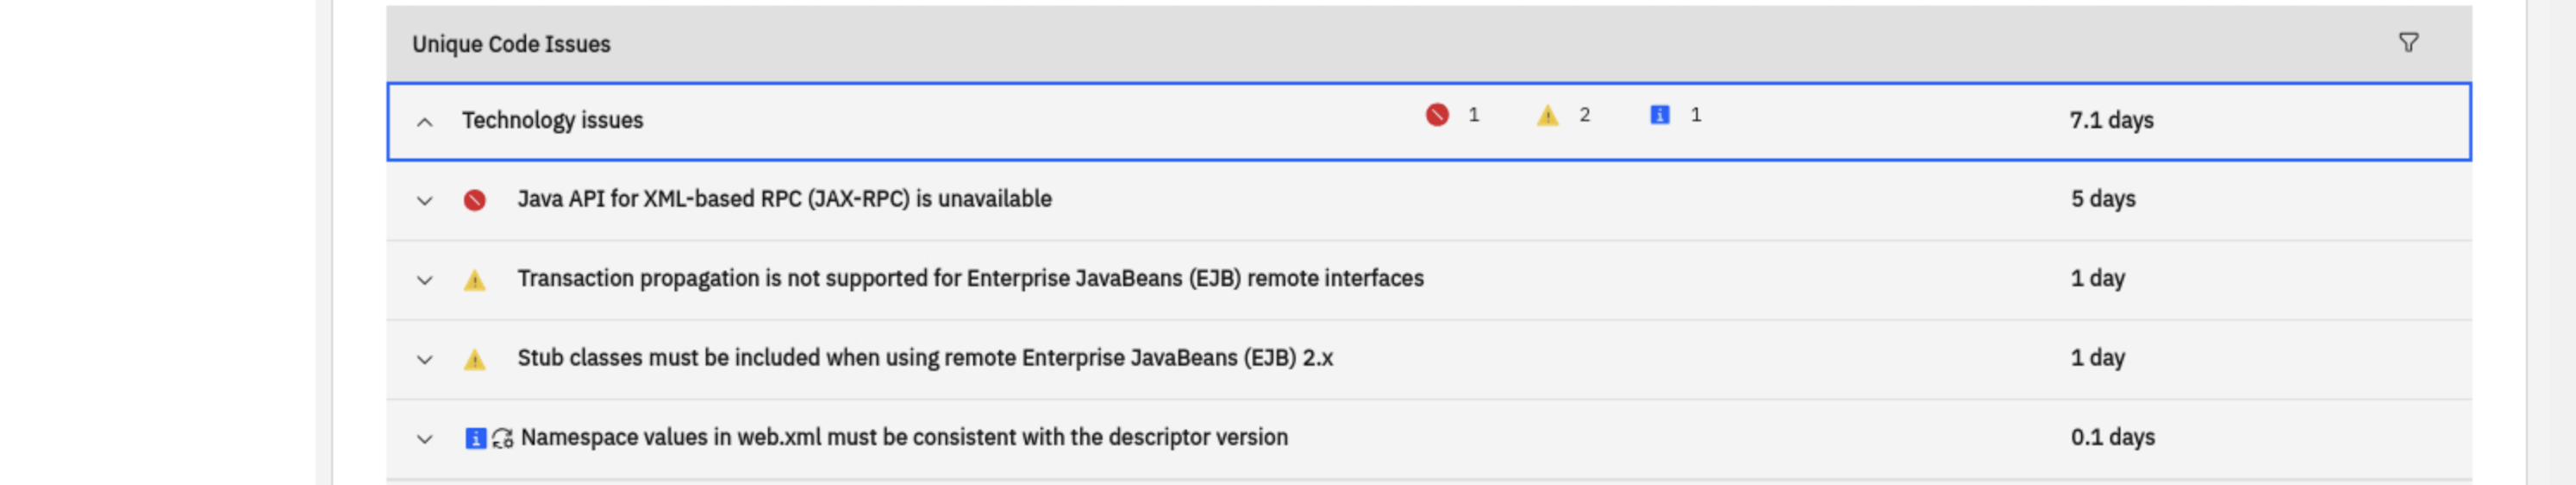 Unique Code Issues
Technology issues 1 2 1 7.1 days
Java API for XML-based RPC (JAX-RPC) is unavailable 5 days
Transaction propagation is not supported for Enterprise JavaBeans (EJB) remote interfaces 1 day
Stub classes must be included when using remote Enterprise JavaBeans (EJB) 2.x 1 day
Namespace values in web.xml must be consistent with the descriptor version 0.1 days